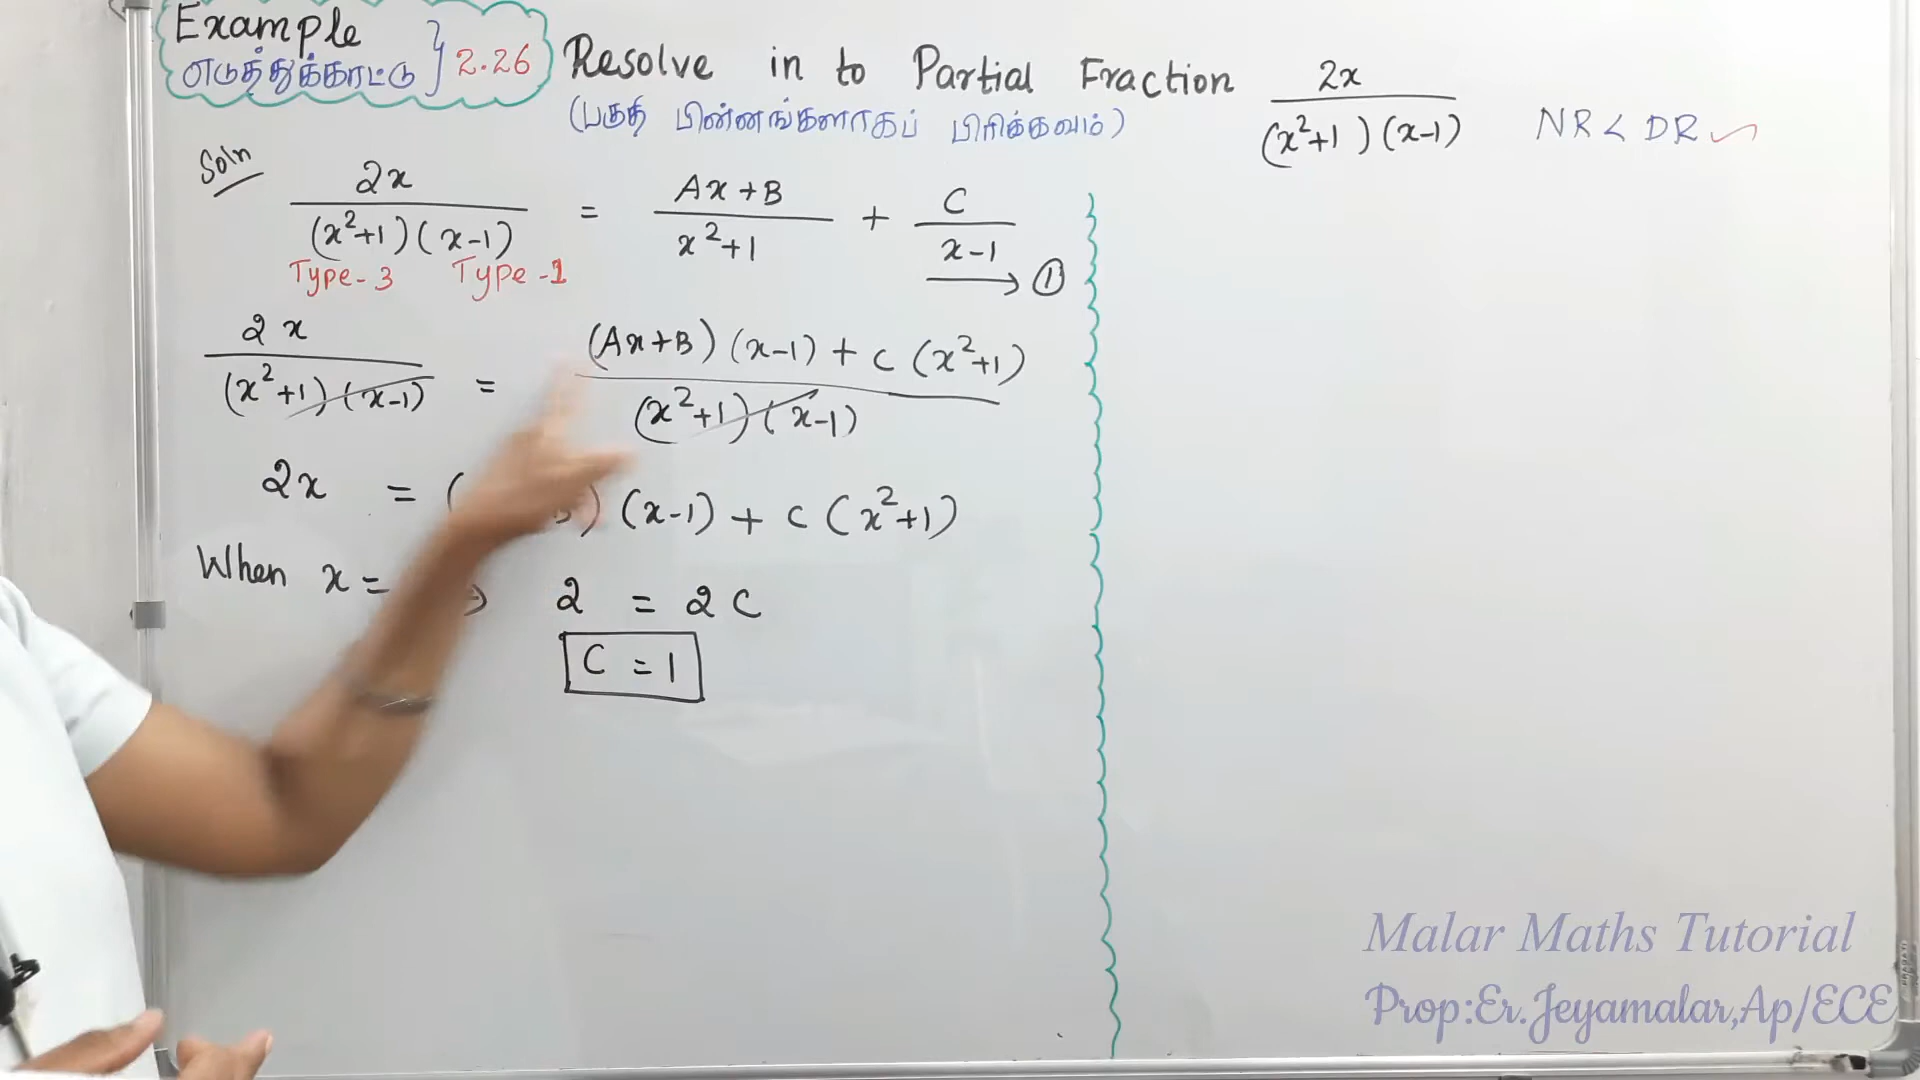 Example
எடுத்துக்காட்டு } 2.26
Resolve in to Partial Fraction 2x / (x²+1)(x-1) NR < DR ✓
(பகுதி பின்னங்களாகப் பிரிக்கவும்)
Soln
2x / (x²+1)(x-1) = Ax+B / x²+1 + C / x-1 → ①
Type-3 Type-1
2x / (x²+1)(x-1) = (Ax+B)(x-1) + C(x²+1) / (x²+1)(x-1)
2x = ( ) (x-1) + C(x²+1)
When x = 2 = 2C
C = 1
Malar Maths Tutorial
Prop:Er.Jeyamalar,Ap/ECE